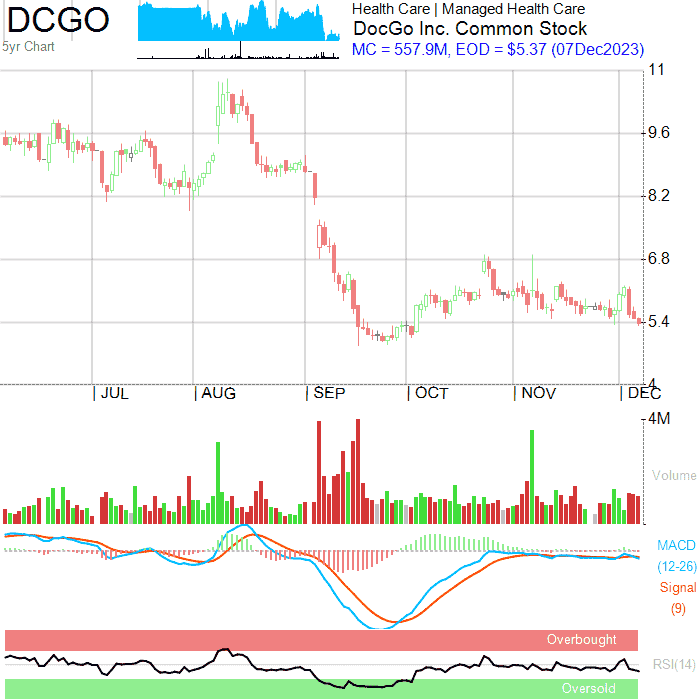 DCGO
5yr Chart
Health Care | Managed Health Care
DocGo Inc. Common Stock
MC = 557.9M, EOD = $5.37 (07Dec2023)
11
9.6
8.2
6.8
5.4
4
| JUL | AUG | SEP | OCT | NOV | DEC
4M
Volume
MACD
(12-26)
Signal
(9)
Overbought
RSI(14)
Oversold